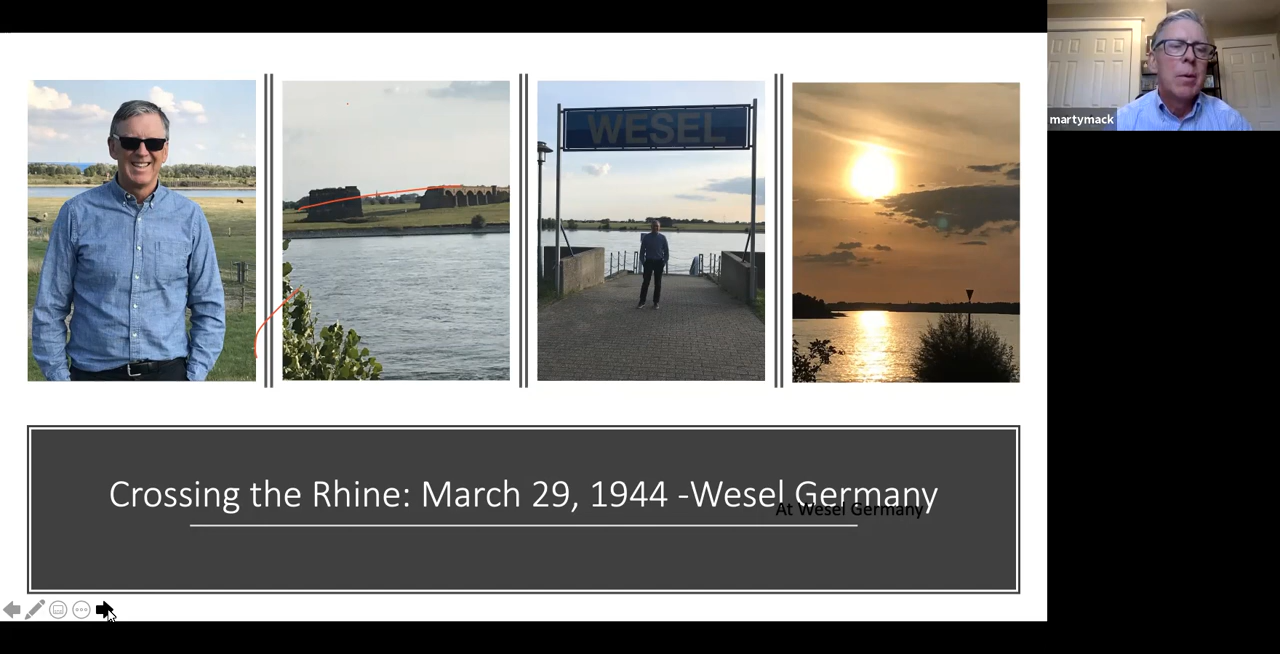 WESEL
martymack
Crossing the Rhine: March 29, 1944 -Wesel Germany
At Wesel Germany